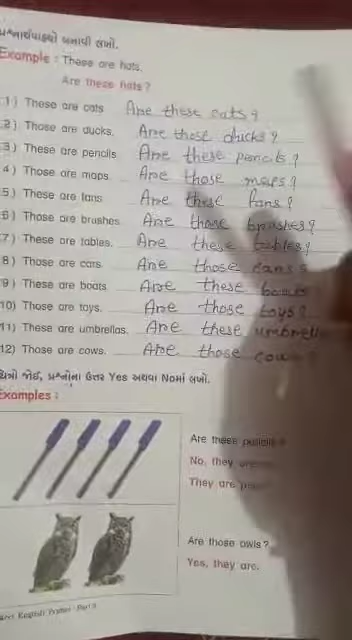 પ્રશ્નાર્થવાક્યો બનાવી લખો.
Example : These are hats.
Are these hats?
1) These are cats Are these cats?
2) Those are ducks. Are those ducks?
3) These are pencils Are these pencils?
4) Those are maps. Are those maps?
5) These are fans Are these fans?
6) Those are brushes. Are those brushes?
7) These are tables. Are these tables?
8) Those are cars. Are those cars?
9) These are boats. Are these
10) Those are toys. Are those toys?
11) These are umbrellas. Are these
12) Those are cows. Are those
ચિત્રો જોઈ, પ્રશ્નોના ઉત્તર Yes અથવા Noમાં લખો.
Examples :
Are these
No, they
They are
Are those owls?
Yes, they are.